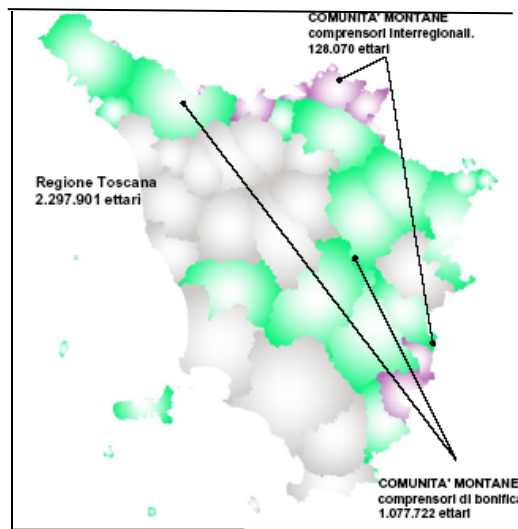 COMUNITA' MONTANE
comprensori interregionali.
128.070 ettari
Regione Toscana
2.297.901 ettari
COMUNITA' MONTANE
comprensori di bonifica
1.077.722 ettari